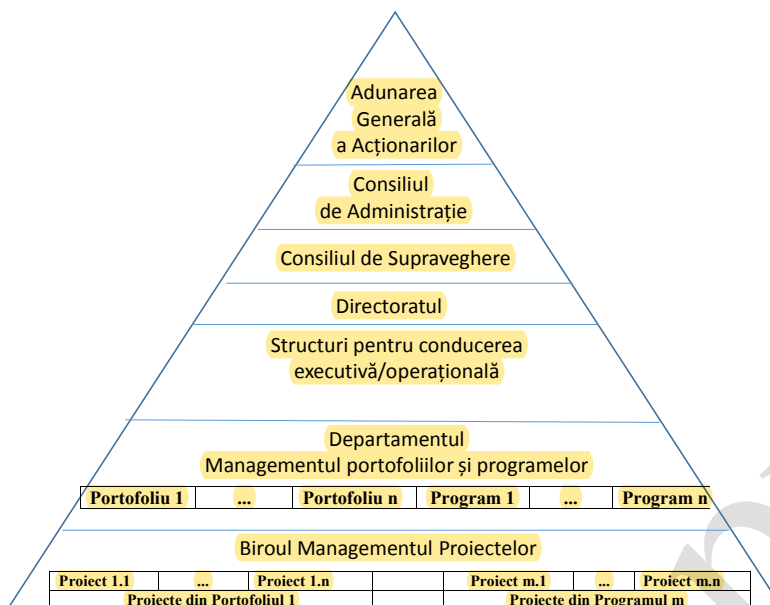 Adunarea
Generală
a Acționarilor
Consiliul
de Administrație
Consiliul de Supraveghere
Directoratul
Structuri pentru conducerea
executivă/operațională
Departamentul
Managementul portofoliilor și programelor
Portofoliu 1 ... Portofoliu n Program 1 ... Program n
Biroul Managementul Proiectelor
Proiect 1.1 ... Proiect 1.n Proiect m.1 ... Proiect m.n
Proiecte din Portofoliul 1 Proiecte din Programul m